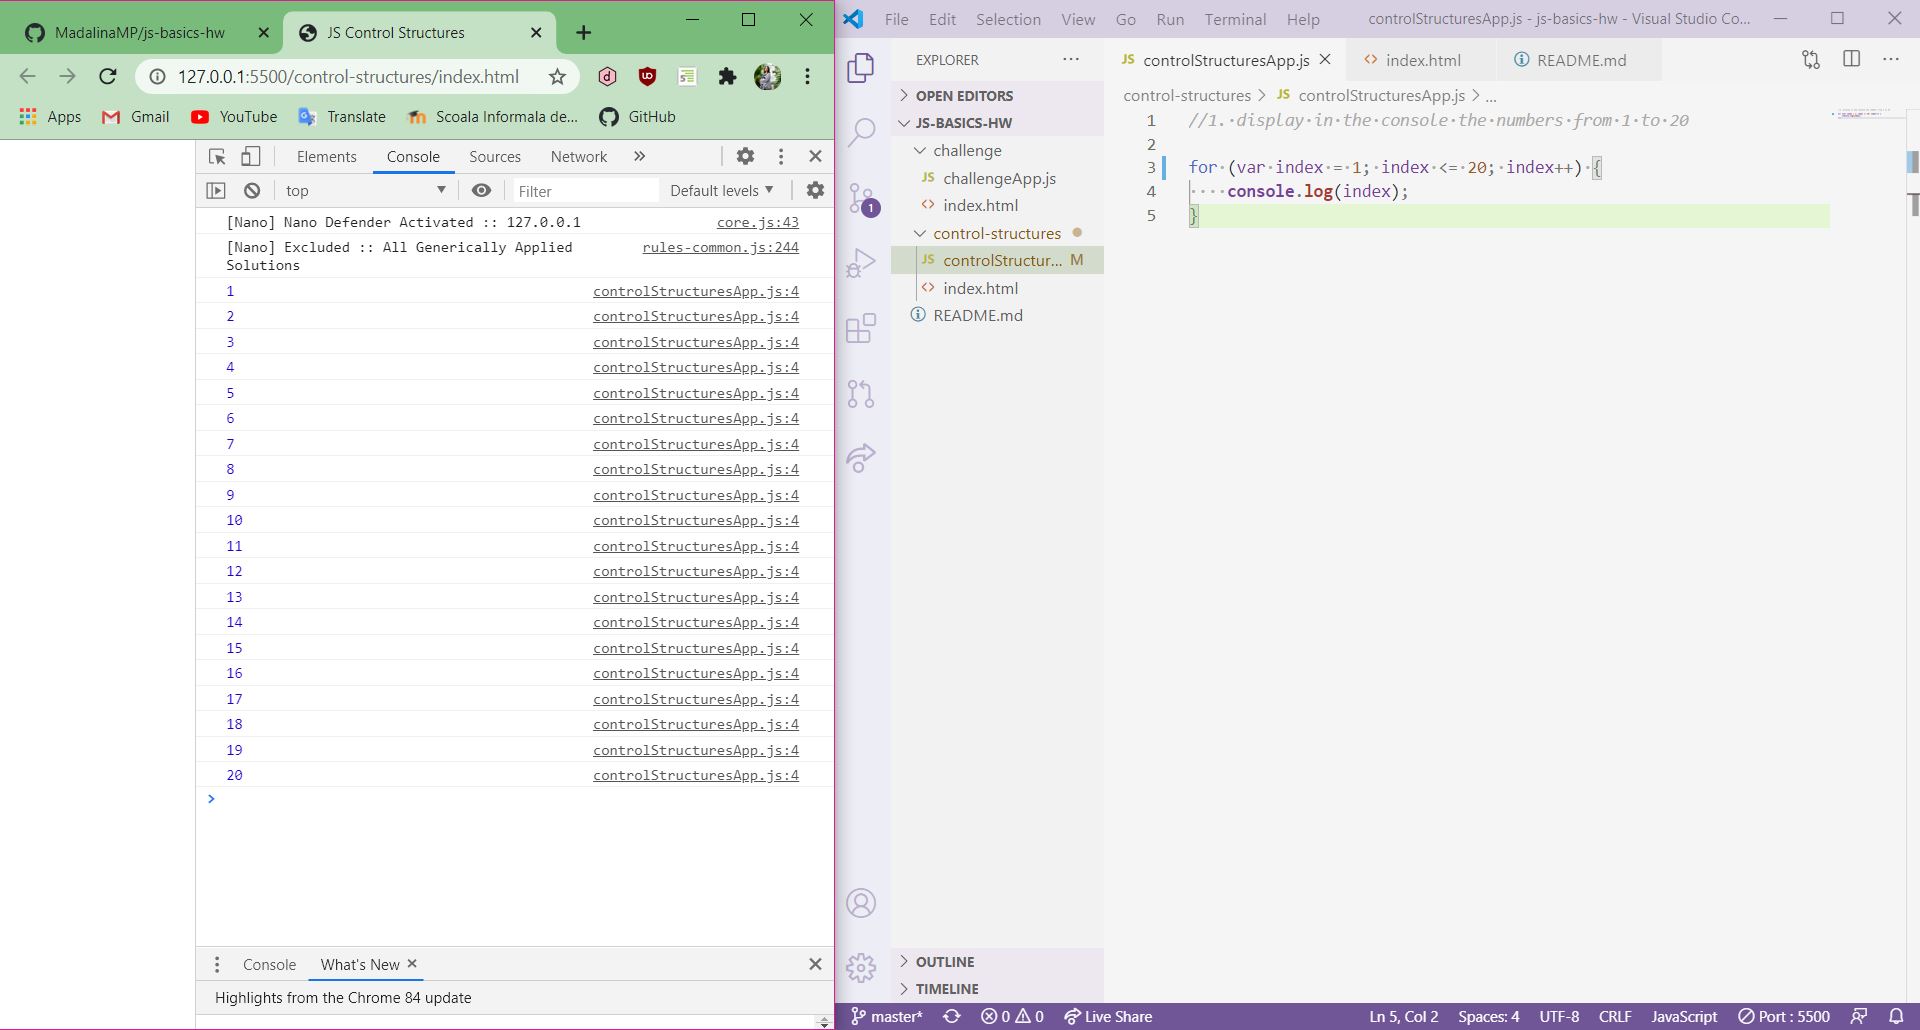 MadalinaMP/js-basics-hw
JS Control Structures
127.0.0.1:5500/control-structures/index.html
Apps
Gmail
YouTube
Translate
Scoala Informala de...
GitHub
Elements
Console
Sources
Network
top
Filter
Default levels
[Nano] Nano Defender Activated :: 127.0.0.1 core.js:43
[Nano] Excluded :: All Generically Applied rules-common.js:244
Solutions
1 controlStructuresApp.js:4
2 controlStructuresApp.js:4
3 controlStructuresApp.js:4
4 controlStructuresApp.js:4
5 controlStructuresApp.js:4
6 controlStructuresApp.js:4
7 controlStructuresApp.js:4
8 controlStructuresApp.js:4
9 controlStructuresApp.js:4
10 controlStructuresApp.js:4
11 controlStructuresApp.js:4
12 controlStructuresApp.js:4
13 controlStructuresApp.js:4
14 controlStructuresApp.js:4
15 controlStructuresApp.js:4
16 controlStructuresApp.js:4
17 controlStructuresApp.js:4
18 controlStructuresApp.js:4
19 controlStructuresApp.js:4
20 controlStructuresApp.js:4
>
Console
What's New
Highlights from the Chrome 84 update
File Edit Selection View Go Run Terminal Help
controlStructuresApp.js - js-basics-hw - Visual Studio Co...
EXPLORER
OPEN EDITORS
JS-BASICS-HW
challenge
JS challengeApp.js
<> index.html
control-structures
JS controlStructur... M
<> index.html
README.md
OUTLINE
TIMELINE
1
JS controlStructuresApp.js
<> index.html
README.md
control-structures > JS controlStructuresApp.js > ...
1 //1. display in the console the numbers from 1 to 20
2
3 for (var index = 1; index <= 20; index++) {
4 console.log(index);
5 }
master*
0 0
Live Share
Ln 5, Col 2
Spaces: 4
UTF-8
CRLF
JavaScript
Port : 5500